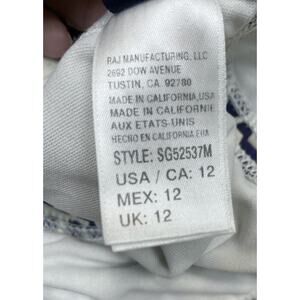 RAJ MANUFACTURING, LLC
2692 DOW AVENUE
TUSTIN, CA. 92780
MADE IN CALIFORNIA, USA
MADE IN CALIFORNIE
AUX ETATS-UNIS
HECHO EN CALIFORNIA EUA
STYLE: SG52537M
USA / CA: 12
MEX: 12
UK: 12